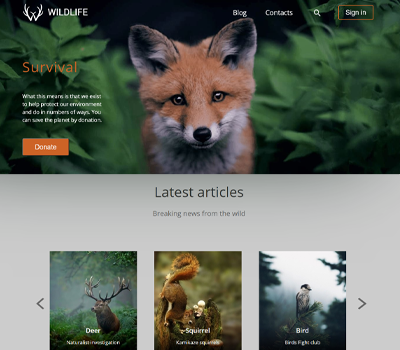 WILDLIFE
Blog
Contacts
Sign in
Survival
What this means is that we exist
to help protect our environment
and do in numbers of ways. You
can save the planet by donation.
Donate
Latest articles
Breaking news from the wild
Deer
Naturalist-investigation
Squirrel
Kamikaze squirrels
Bird
Birds Fight club